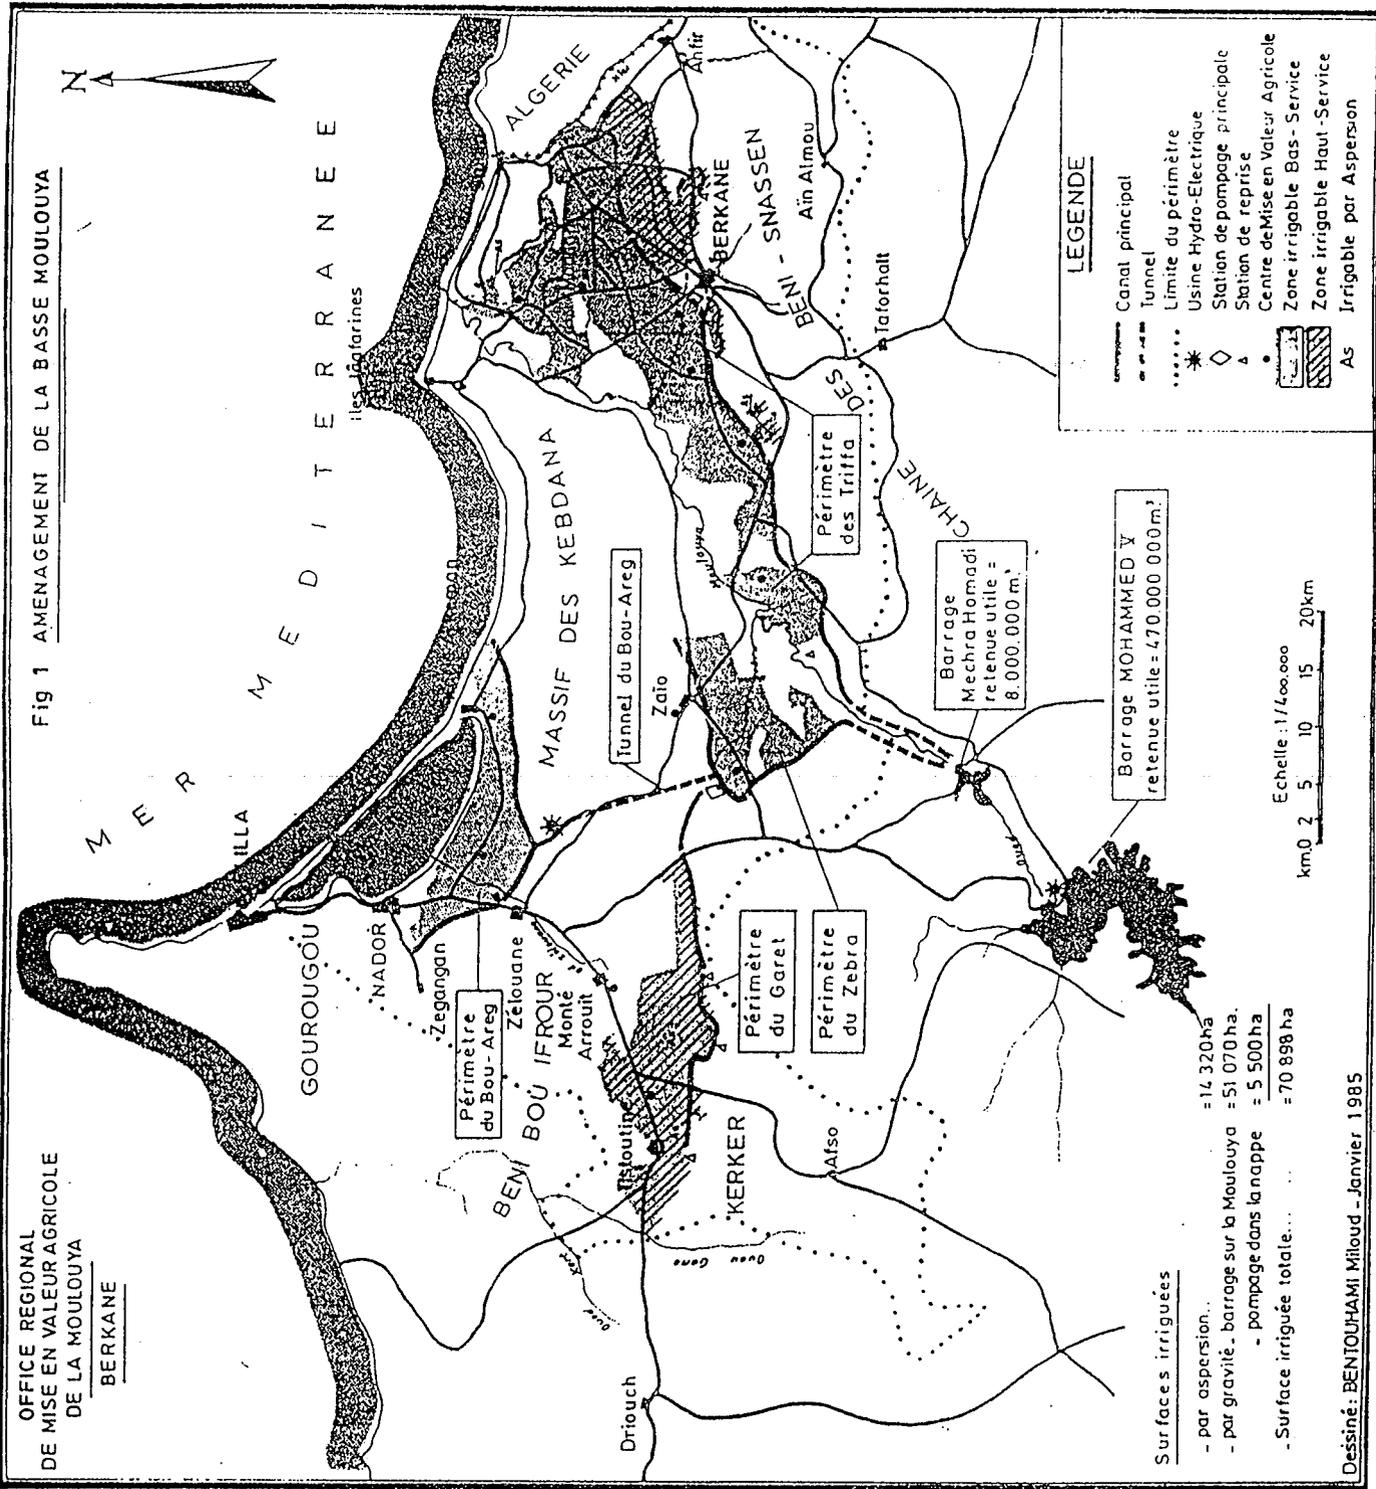 OFFICE REGIONAL
DE MISE EN VALEUR AGRICOLE
DE LA MOULOUYA
BERKANE
Fig 1 AMENAGEMENT DE LA BASSE MOULOUYA
N
MER MEDITERRANEE
ILLA
GOUROUGOU
NADOR
Zegangan
Périmètre
du Bou-Areg
Zélouane
BENI BOU IFROUR
Monté
Arrouit
Tistoutine
Driouch
KERKER
Afso
Oued
Kert
Périmètre
du Garet
Périmètre
du Zebra
MASSIF DES KEBDANA
Tunnel du Bou-Areg
Zaïo
Moulouya
ALGERIE
Ahfir
BERKANE
CHAINE DES BENI - SNASSEN
Aïn Almou
Taforhalt
Périmètre
des Triffa
Barrage
Mechra Homadi
retenue utile =
8.000.000 m³
Barrage MOHAMMED V
retenue utile = 470.000 000 m³
Oued
LEGENDE
Canal principal
Tunnel
Limite du périmètre
Usine Hydro-Electrique
Station de pompage principale
Station de reprise
Centre de Mise en Valeur Agricole
Zone irrigable Bas - Service
Zone irrigable Haut - Service
As Irrigable par Aspersion
Echelle : 1/400.000
km.0 2 5 10 15 20km
Surfaces irriguées
- par aspersion.. = 14 320 ha
- par gravité - barrage sur la Moulouya = 51 070 ha.
- pompage dans la nappe = 5 500 ha
- Surface irriguée totale... = 70 898 ha
Dessiné: BENTOUHAMI Miloud - Janvier 1985